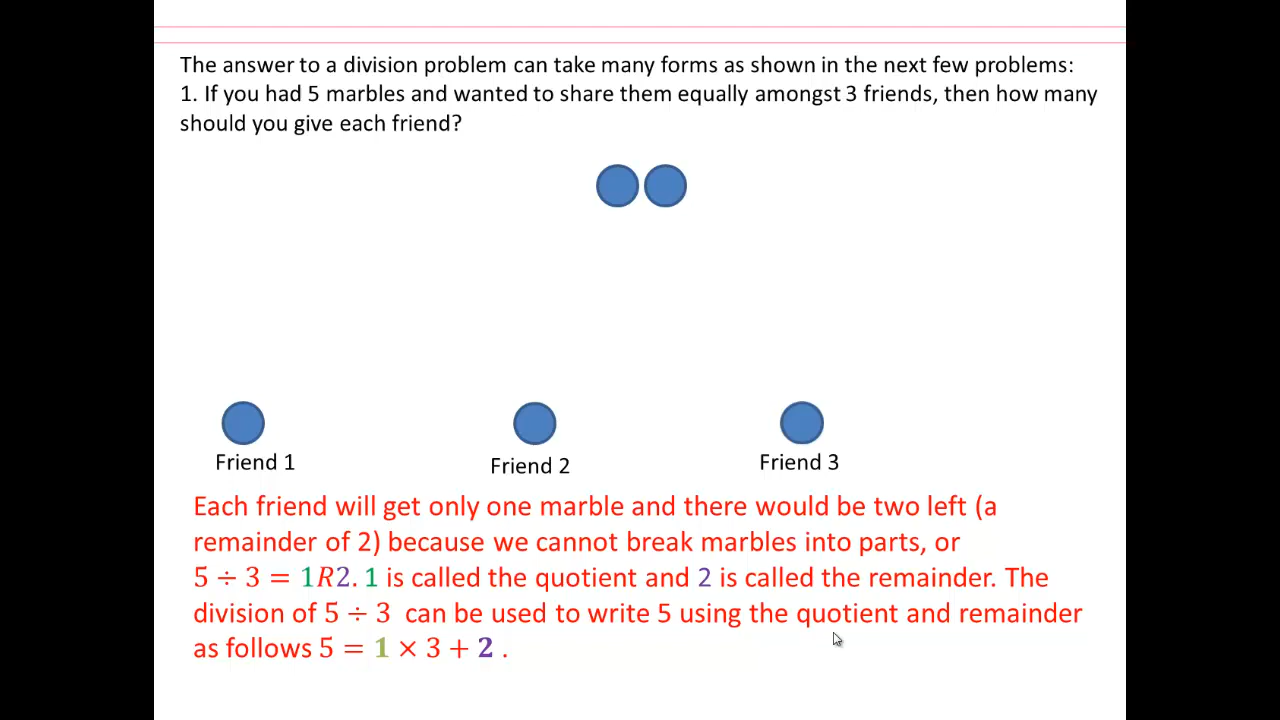 The answer to a division problem can take many forms as shown in the next few problems:
1. If you had 5 marbles and wanted to share them equally amongst 3 friends, then how many
should you give each friend?
Friend 1
Friend 2
Friend 3
Each friend will get only one marble and there would be two left (a
remainder of 2) because we cannot break marbles into parts, or
5 ÷ 3 = 1R2. 1 is called the quotient and 2 is called the remainder. The
division of 5 ÷ 3 can be used to write 5 using the quotient and remainder
as follows 5 = 1 × 3 + 2 .